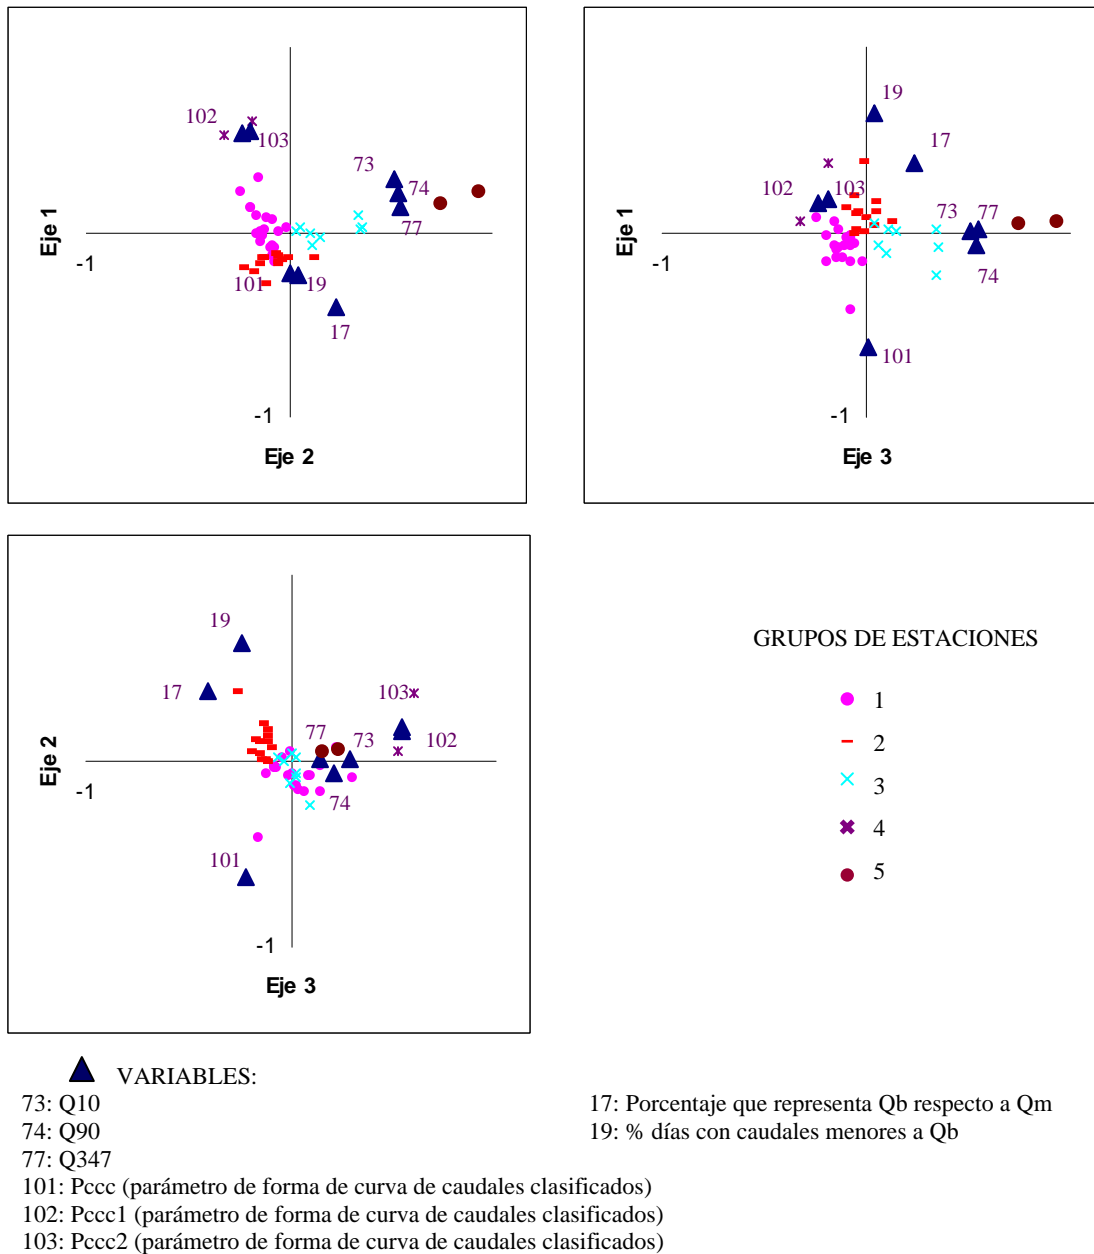 102
103
73
74
77
101
19
17
Eje 1
-1
-1
Eje 2
19
17
102
103
73
77
74
101
Eje 1
-1
-1
Eje 3
19
17
103
102
77
73
74
101
Eje 2
-1
-1
Eje 3
GRUPOS DE ESTACIONES
1
2
3
4
5
VARIABLES:
73: Q10
74: Q90
77: Q347
101: Pccc (parámetro de forma de curva de caudales clasificados)
102: Pccc1 (parámetro de forma de curva de caudales clasificados)
103: Pccc2 (parámetro de forma de curva de caudales clasificados)
17: Porcentaje que representa Qb respecto a Qm
19: % días con caudales menores a Qb